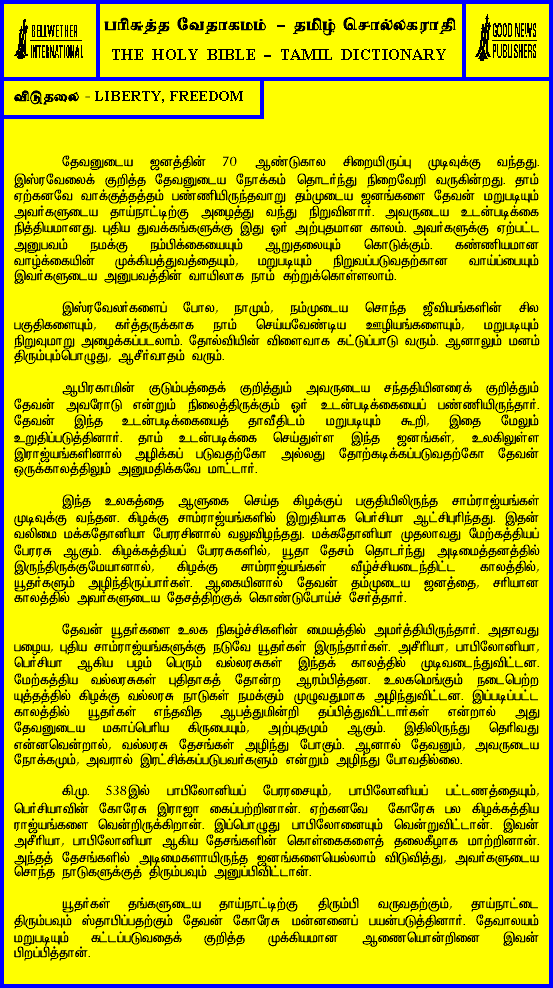 BELLWETHER
INTERNATIONAL
பரிசுத்த வேதாகமம் – தமிழ் சொல்லகராதி
THE HOLY BIBLE – TAMIL DICTIONARY
GOOD NEWS
PUBLISHERS
விடுதலை - LIBERTY, FREEDOM
தேவனுடைய ஜனத்தின் 70 ஆண்டுகால சிறையிருப்பு முடிவுக்கு வந்தது.
இஸ்ரவேலைக் குறித்த தேவனுடைய நோக்கம் தொடர்ந்து நிறைவேறி வருகின்றது. தாம்
ஏற்கனவே வாக்குத்தத்தம் பண்ணியிருந்தவாறு தம்முடைய ஜனங்களை தேவன் மறுபடியும்
அவர்களுடைய தாய்நாட்டிற்கு அழைத்து வந்து நிறுவினார். அவருடைய உடன்படிக்கை
நித்தியமானது. புதிய துவக்கங்களுக்கு இது ஓர் அற்புதமான காலம். அவர்களுக்கு ஏற்பட்ட
அனுபவம் நமக்கு நம்பிக்கையையும் ஆறுதலையும் கொடுக்கும். கண்ணியமான
வாழ்க்கையின் முக்கியத்துவத்தையும், மறுபடியும் நிறுவப்படுவதற்கான வாய்ப்பையும்
இவர்களுடைய அனுபவத்தின் வாயிலாக நாம் கற்றுக்கொள்ளலாம்.
இஸ்ரவேலர்களைப் போல, நாமும், நம்முடைய சொந்த ஜீவியங்களின் சில
பகுதிகளையும், கர்த்தருக்காக நாம் செய்யவேண்டிய ஊழியங்களையும், மறுபடியும்
நிறுவுமாறு அழைக்கப்படலாம். தோல்வியின் விளைவாக கட்டுப்பாடு வரும். ஆனாலும் மனம்
திரும்பும்பொழுது, ஆசீர்வாதம் வரும்.
ஆபிரகாமின் குடும்பத்தைக் குறித்தும் அவருடைய சந்ததியினரைக் குறித்தும்
தேவன் அவரோடு என்றும் நிலைத்திருக்கும் ஓர் உடன்படிக்கையைப் பண்ணியிருந்தார்.
தேவன் இந்த உடன்படிக்கையைத் தாவீதிடம் மறுபடியும் கூறி, இதை மேலும்
உறுதிப்படுத்தினார். தாம் உடன்படிக்கை செய்துள்ள இந்த ஜனங்கள், உலகிலுள்ள
இராஜ்யங்களினால் அழிக்கப் படுவதற்கோ அல்லது தோற்கடிக்கப்படுவதற்கோ தேவன்
ஒருக்காலத்திலும் அனுமதிக்கவே மாட்டார்.
இந்த உலகத்தை ஆளுகை செய்த கிழக்குப் பகுதியிலிருந்த சாம்ராஜ்யங்கள்
முடிவுக்கு வந்தன. கிழக்கு சாம்ராஜ்யங்களில் இறுதியாக பெர்சியா ஆட்சிபுரிந்தது. இதன்
வலிமை மக்கதோனியா பேரரசினால் வலுவிழந்தது. மக்கதோனியா முதலாவது மேற்கத்தியப்
பேரரசு ஆகும். கிழக்கத்தியப் பேரரசுகளில், யூதா தேசம் தொடர்ந்து அடிமைத்தனத்தில்
இருந்திருக்குமேயானால், கிழக்கு சாம்ராஜ்யங்கள் வீழ்ச்சியடைந்திட்ட காலத்தில்,
யூதர்களும் அழிந்திருப்பார்கள். ஆகையினால் தேவன் தம்முடைய ஜனத்தை, சரியான
காலத்தில் அவர்களுடைய தேசத்திற்குக் கொண்டுபோய்ச் சேர்த்தார்.
தேவன் யூதர்களை உலக நிகழ்ச்சிகளின் மையத்தில் அமர்த்தியிருந்தார். அதாவது
பழைய, புதிய சாம்ராஜ்யங்களுக்கு நடுவே யூதர்கள் இருந்தார்கள். அசீரியா, பாபிலோனியா,
பெர்சியா ஆகிய பழம் பெரும் வல்லரசுகள் இந்தக் காலத்தில் முடிவடைந்துவிட்டன.
மேற்கத்திய வல்லரசுகள் புதிதாகத் தோன்ற ஆரம்பித்தன. உலகமெங்கும் நடைபெற்ற
யுத்தத்தில் கிழக்கு வல்லரசு நாடுகள் நமக்கும் முழுவதுமாக அழிந்துவிட்டன. இப்படிப்பட்ட
காலத்தில் யூதர்கள் எந்தவித ஆபத்துமின்றி தப்பித்துவிட்டார்கள் என்றால் அது
தேவனுடைய மகாப்பெரிய கிருபையும், அற்புதமும் ஆகும். இதிலிருந்து தெரிவது
என்னவென்றால், வல்லரசு தேசங்கள் அழிந்து போகும். ஆனால் தேவனும், அவருடைய
நோக்கமும், அவரால் இரட்சிக்கப்படுபவர்களும் என்றும் அழிந்து போவதில்லை.
கி.மு. 538இல் பாபிலோனியப் பேரரசையும், பாபிலோனியப் பட்டணத்தையும்,
பெர்சியாவின் கோரேசு இராஜா கைப்பற்றினான். ஏற்கனவே கோரேசு பல கிழக்கத்திய
ராஜ்யங்களை வென்றிருக்கிறான். இப்பொழுது பாபிலோனையும் வென்றுவிட்டான். இவன்
அசீரியா, பாபிலோனியா ஆகிய தேசங்களின் கொள்கைகளைத் தலைகீழாக மாற்றினான்.
அந்தத் தேசங்களில் அடிமைகளாயிருந்த ஜனங்களையெல்லாம் விடுவித்து, அவர்களுடைய
சொந்த நாடுகளுக்குத் திரும்பவும் அனுப்பிவிட்டான்.
யூதர்கள் தங்களுடைய தாய்நாட்டிற்கு திரும்பி வருவதற்கும், தாய்நாட்டை
திரும்பவும் ஸ்தாபிப்பதற்கும் தேவன் கோரேசு மன்னனைப் பயன்படுத்தினார். தேவாலயம்
மறுபடியும் கட்டப்படுவதைக் குறித்த முக்கியமான ஆணையொன்றினை இவன்
பிறப்பித்தான்.